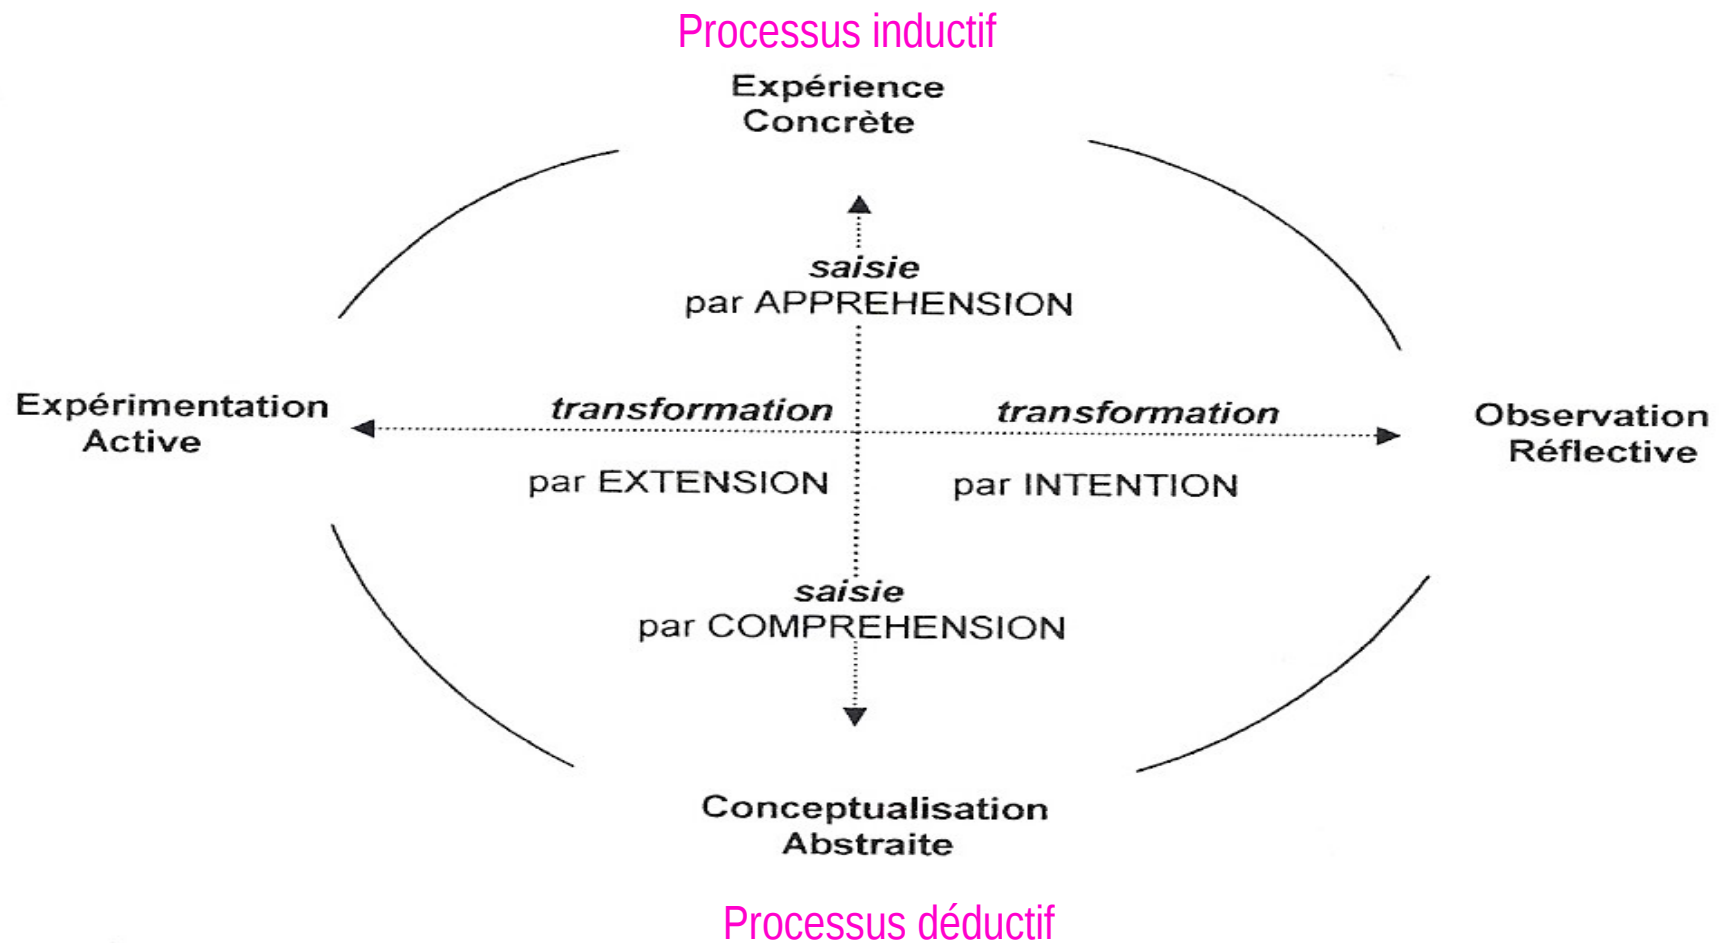 Processus inductif
Expérience
Concrète
saisie
par APPREHENSION
Expérimentation
Active
transformation
par EXTENSION
transformation
par INTENTION
Observation
Réflective
saisie
par COMPREHENSION
Conceptualisation
Abstraite
Processus déductif